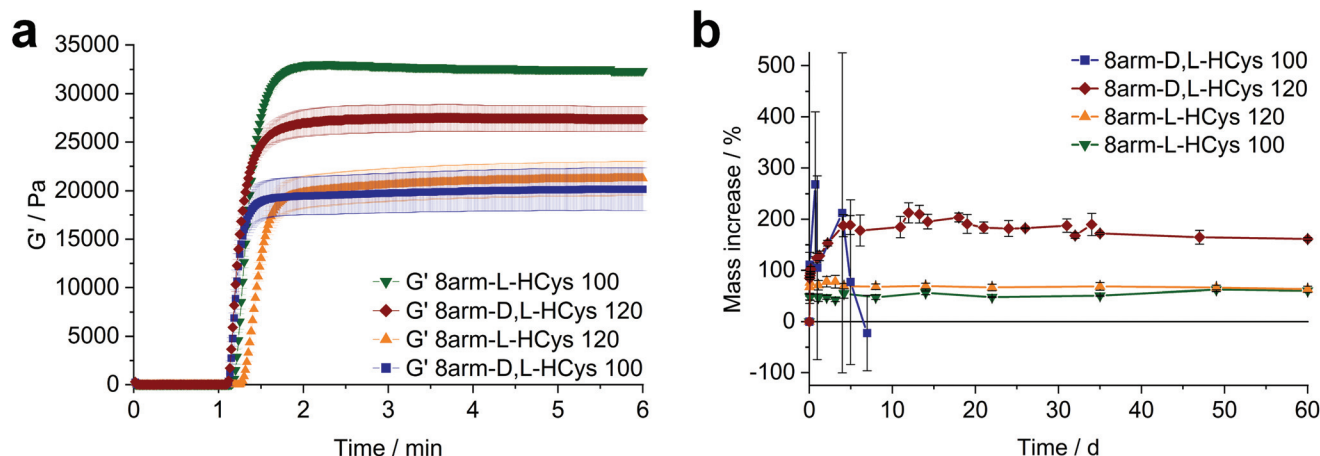 a
35000
30000
25000
20000
15000
10000
5000
0
G' / Pa
G' 8arm-L-HCys 100
G' 8arm-D,L-HCys 120
G' 8arm-L-HCys 120
G' 8arm-D,L-HCys 100
0 1 2 3 4 5 6
Time / min
b
500
400
300
200
100
0
-100
Mass increase / %
8arm-D,L-HCys 100
8arm-D,L-HCys 120
8arm-L-HCys 120
8arm-L-HCys 100
0 5 10 20 30 40 50 60
Time / d